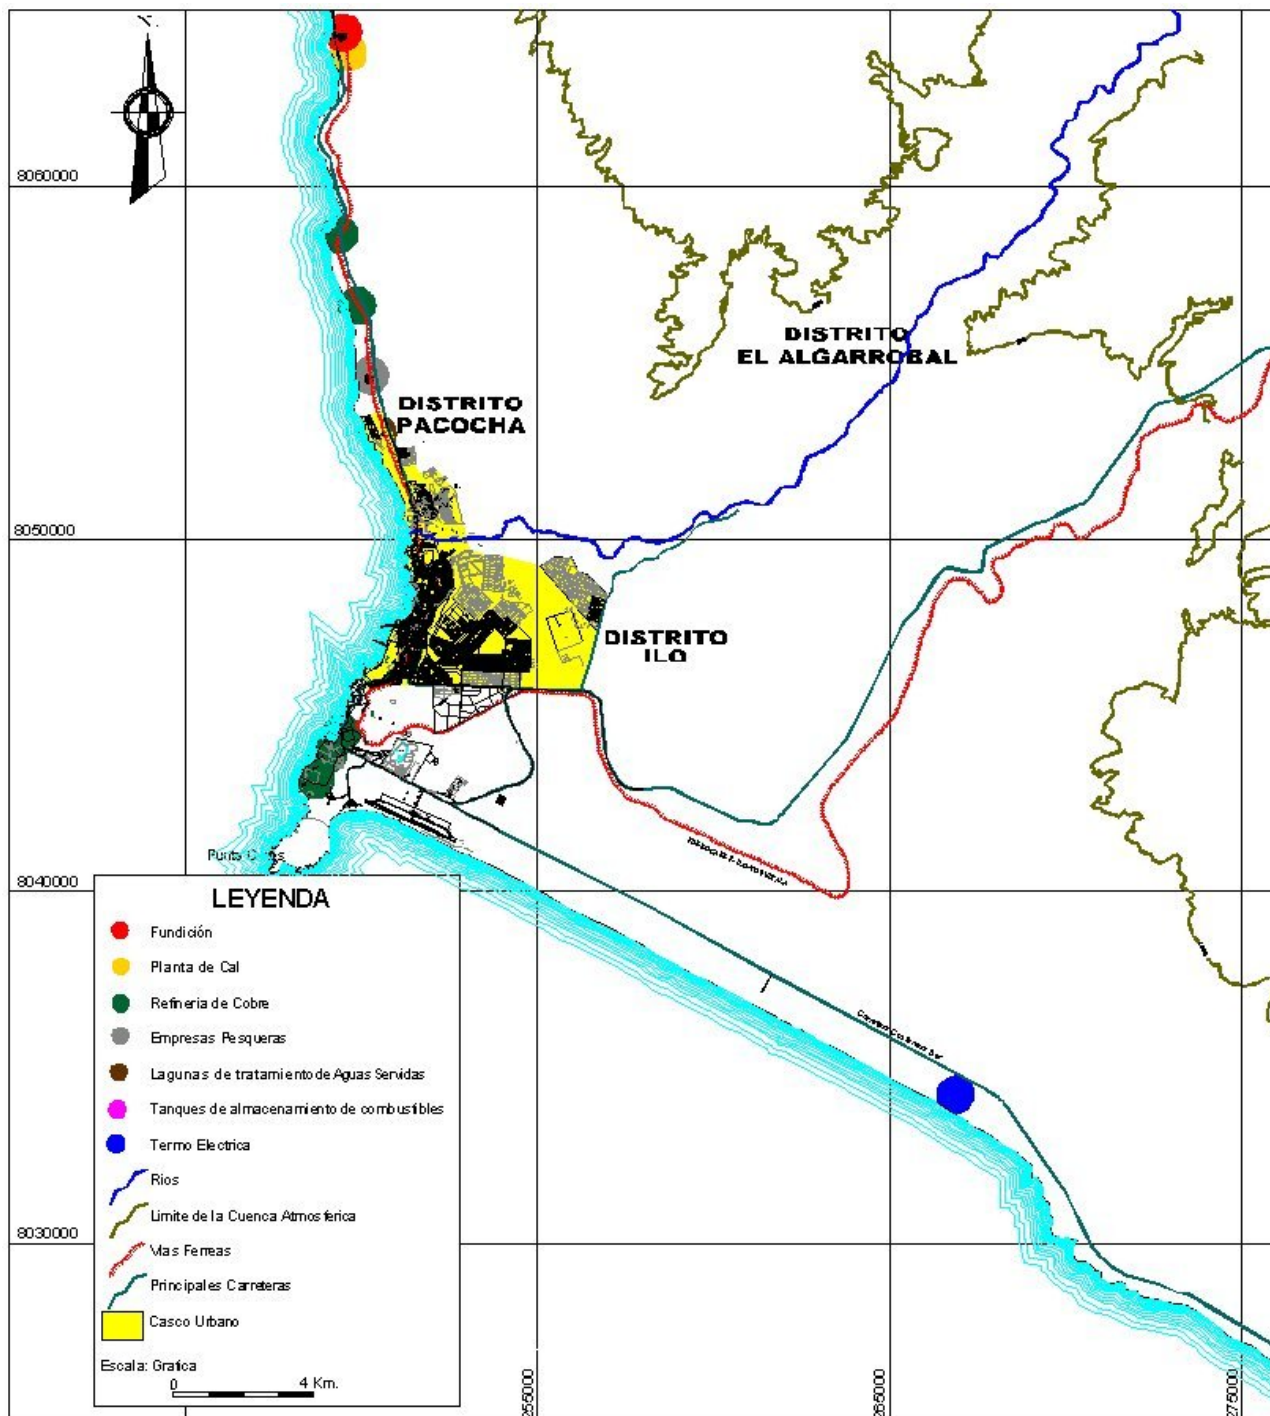 8060000
DISTRITO
EL ALGARROBAL
DISTRITO
PACOCHA
8050000
DISTRITO
ILO
8040000
LEYENDA
Fundición
Planta de Cal
Refineria de Cobre
Empresas Pesqueras
Lagunas de tratamiento de Aguas Servidas
Tanques de almacenamiento de combustibles
Termo Electrica
Rios
Limite de la Cuenca Atmosferica
Vias Ferreas
Principales Carreteras
Casco Urbano
8030000
Escala: Grafica
0 4 Km.
255000
265000
275000